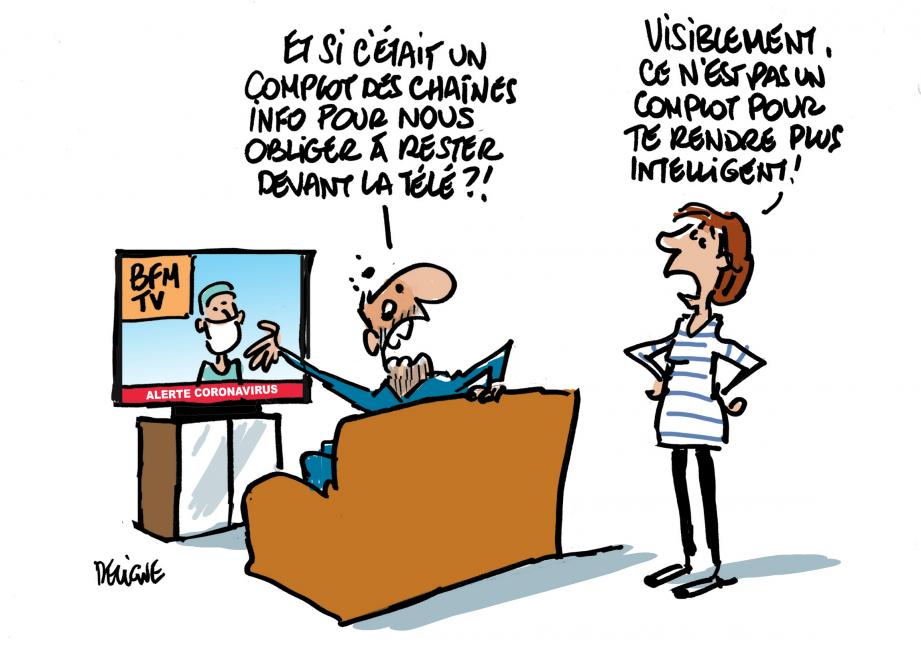 ET SI C'ÉTAIT UN
COMPLOT DES CHAÎNES
INFO POUR NOUS
OBLIGER À RESTER
DEVANT LA TÉLÉ?!
VISIBLEMENT,
CE N'EST PAS UN
COMPLOT POUR
TE RENDRE PLUS
INTELLIGENT!
BFM
TV
ALERTE CORONAVIRUS
DELIGNE